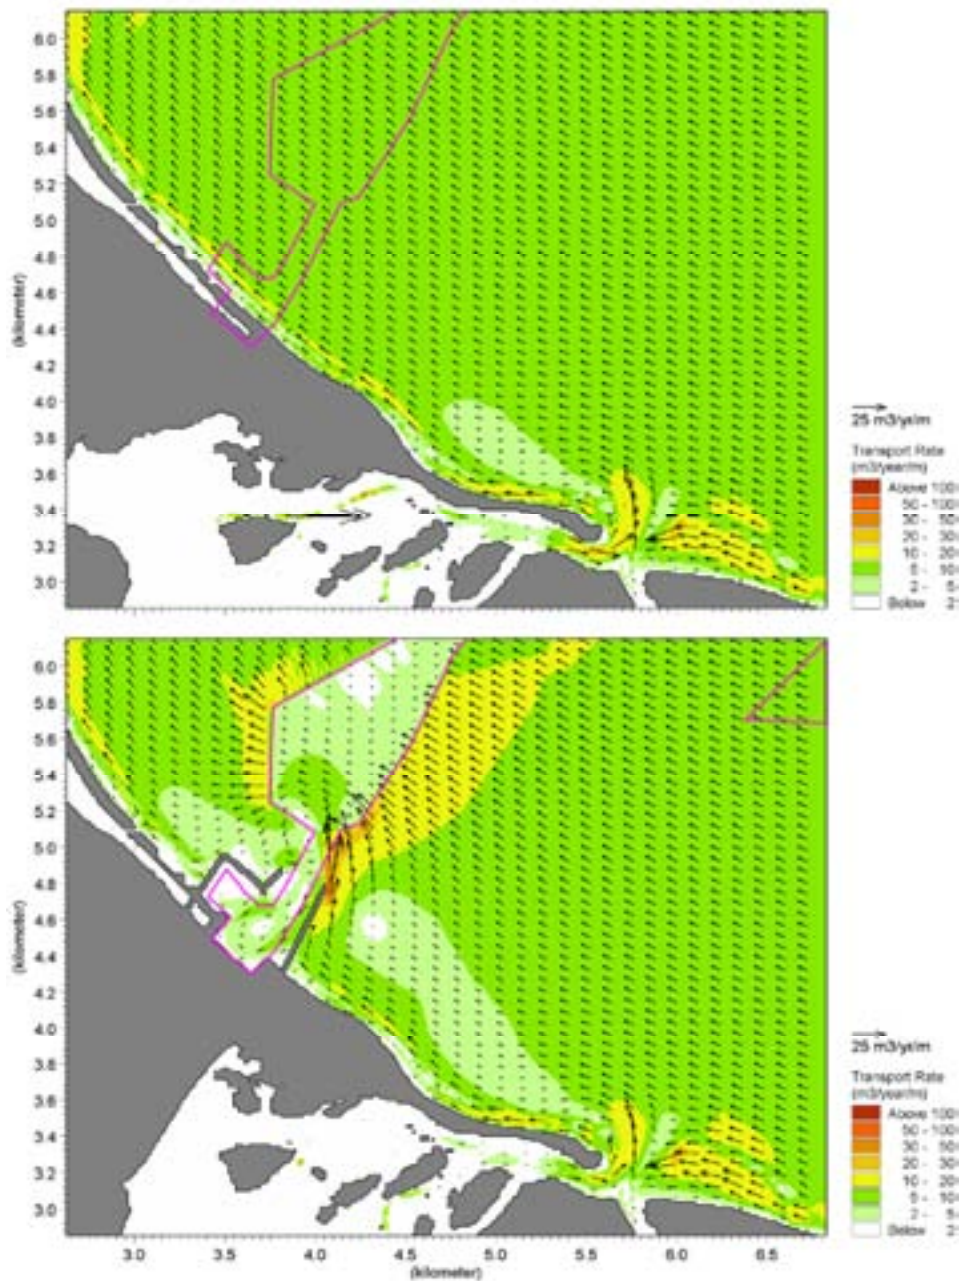 6.0
5.8
5.6
5.4
5.2
5.0
4.8
4.6
4.4
4.2
4.0
3.8
3.6
3.4
3.2
3.0
(kilometer)
25 m3/yr/m
Transport Rate
(m3/year/m)
Above 100
50 - 100
30 - 50
20 - 30
10 - 20
5 - 10
2 - 5
Below 2
6.0
5.8
5.6
5.4
5.2
5.0
4.8
4.6
4.4
4.2
4.0
3.8
3.6
3.4
3.2
3.0
(kilometer)
3.0 3.5 4.0 4.5 5.0 5.5 6.0 6.5
(kilometer)
25 m3/yr/m
Transport Rate
(m3/year/m)
Above 100
50 - 100
30 - 50
20 - 30
10 - 20
5 - 10
2 - 5
Below 2